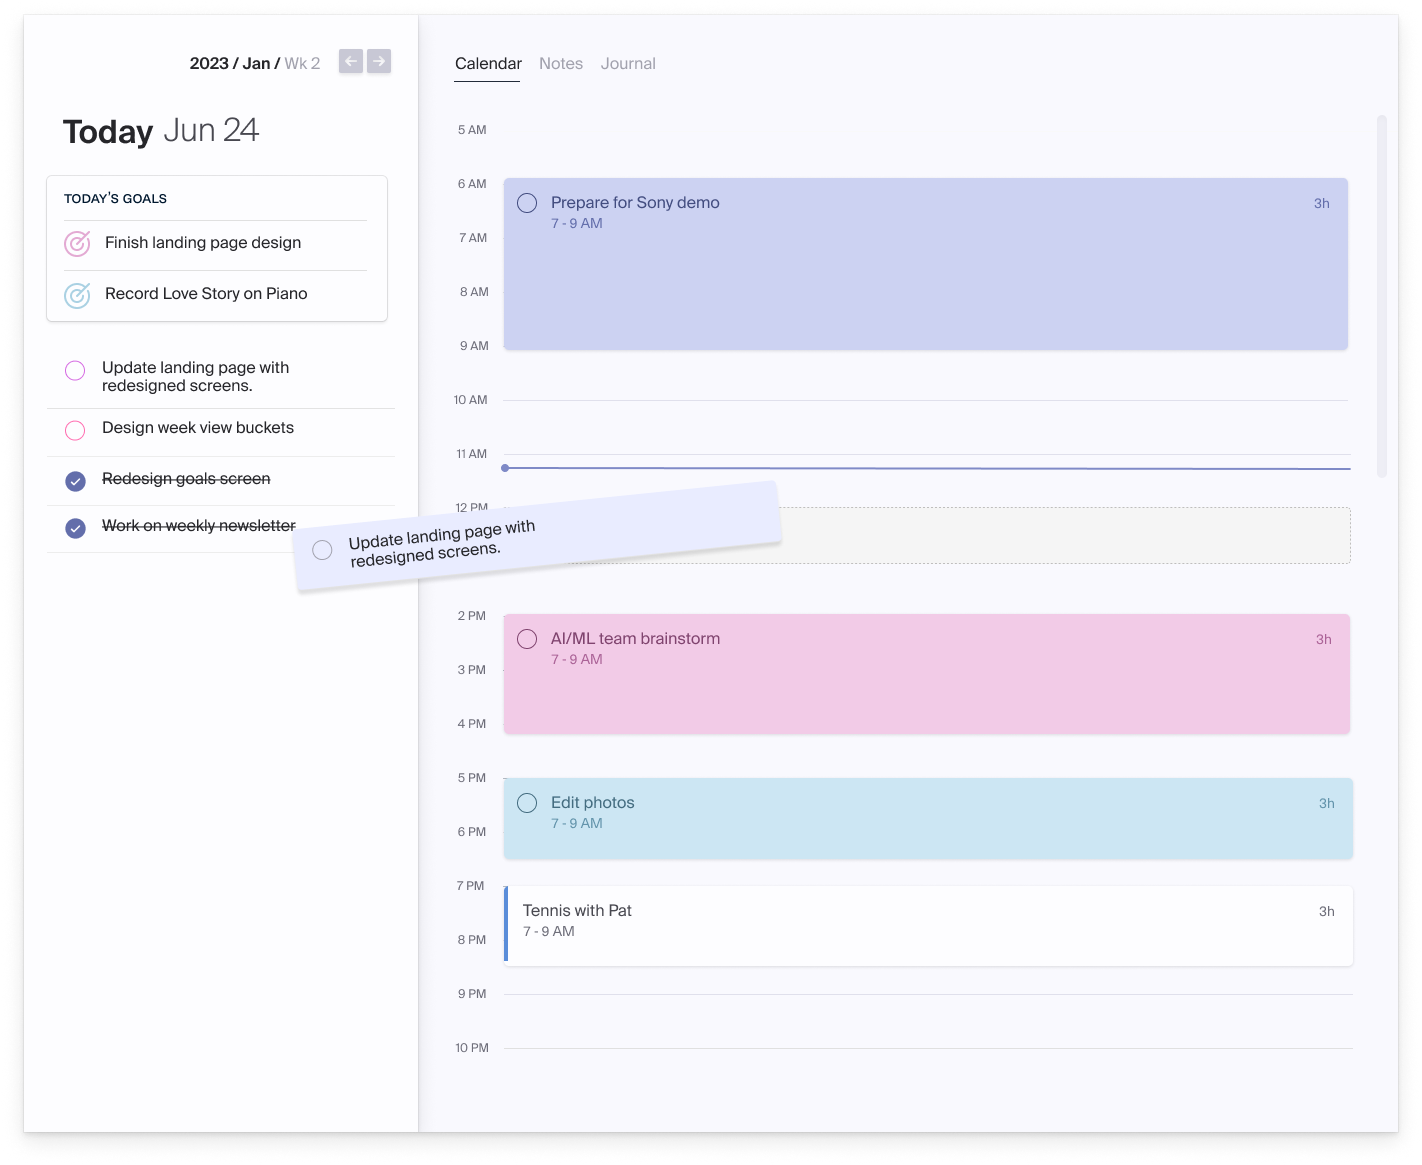 2023 / Jan / Wk 2
Today Jun 24
TODAY'S GOALS
Finish landing page design
Record Love Story on Piano
Update landing page with
redesigned screens.
Design week view buckets
Redesign goals screen
Work on weekly newsletter
Update landing page with
redesigned screens.
Calendar Notes Journal
5 AM
6 AM
Prepare for Sony demo 3h
7 - 9 AM
7 AM
8 AM
9 AM
10 AM
11 AM
12 PM
2 PM
AI/ML team brainstorm 3h
7 - 9 AM
3 PM
4 PM
5 PM
Edit photos 3h
7 - 9 AM
6 PM
7 PM
Tennis with Pat 3h
7 - 9 AM
8 PM
9 PM
10 PM